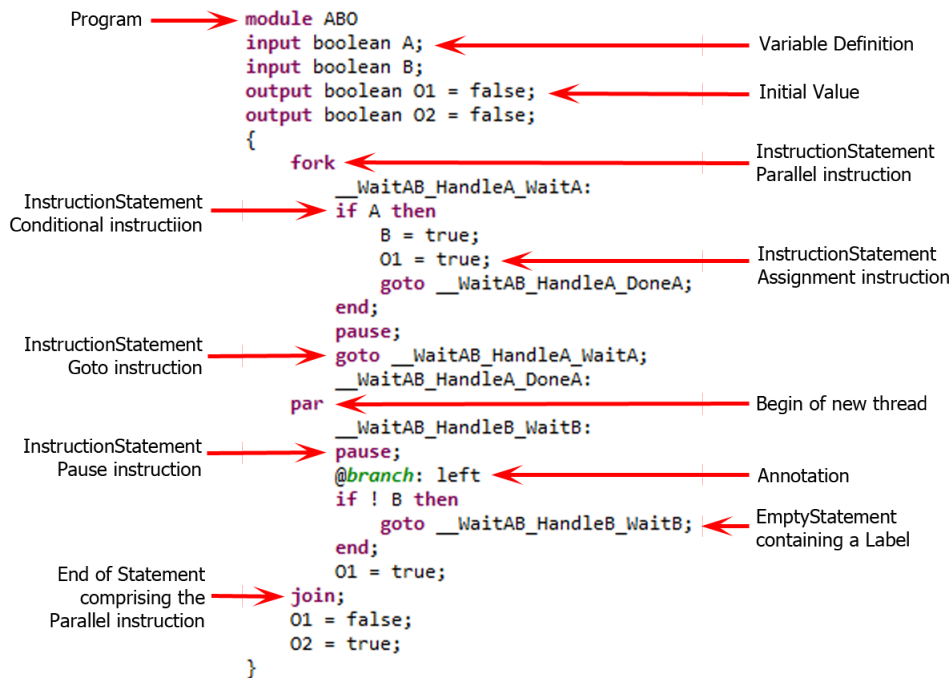 Program
module ABO
input boolean A;
Variable Definition
input boolean B;
output boolean O1 = false;
Initial Value
output boolean O2 = false;
{
fork
InstructionStatement
Parallel instruction
__WaitAB_HandleA_WaitA:
InstructionStatement
Conditional instructiion
if A then
B = true;
O1 = true;
InstructionStatement
Assignment instruction
goto __WaitAB_HandleA_DoneA;
end;
pause;
InstructionStatement
Goto instruction
goto __WaitAB_HandleA_WaitA;
__WaitAB_HandleA_DoneA:
par
Begin of new thread
__WaitAB_HandleB_WaitB:
InstructionStatement
Pause instruction
pause;
@branch: left
Annotation
if ! B then
goto __WaitAB_HandleB_WaitB;
EmptyStatement
containing a Label
end;
O1 = true;
End of Statement
comprising the
Parallel instruction
join;
O1 = false;
O2 = true;
}